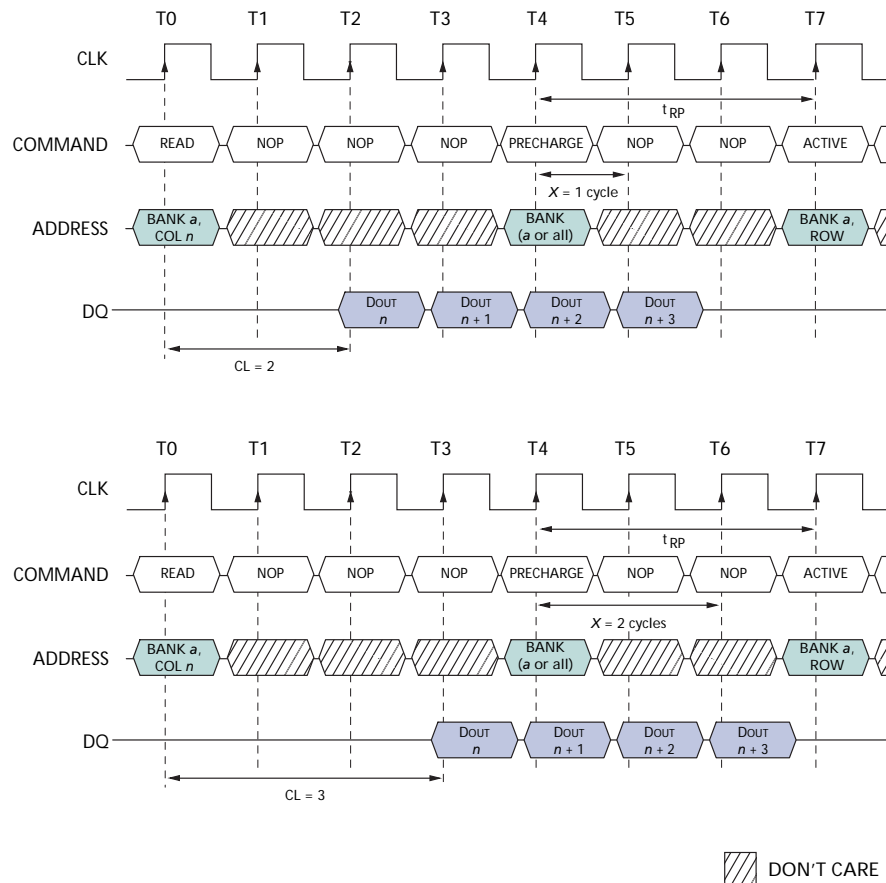 T0 T1 T2 T3 T4 T5 T6 T7
CLK
tRP
COMMAND READ NOP NOP NOP PRECHARGE NOP NOP ACTIVE
X = 1 cycle
ADDRESS BANK a, COL n BANK (a or all) BANK a, ROW
DQ DOUT n DOUT n + 1 DOUT n + 2 DOUT n + 3
CL = 2
T0 T1 T2 T3 T4 T5 T6 T7
CLK
tRP
COMMAND READ NOP NOP NOP PRECHARGE NOP NOP ACTIVE
X = 2 cycles
ADDRESS BANK a, COL n BANK (a or all) BANK a, ROW
DQ DOUT n DOUT n + 1 DOUT n + 2 DOUT n + 3
CL = 3
DON'T CARE